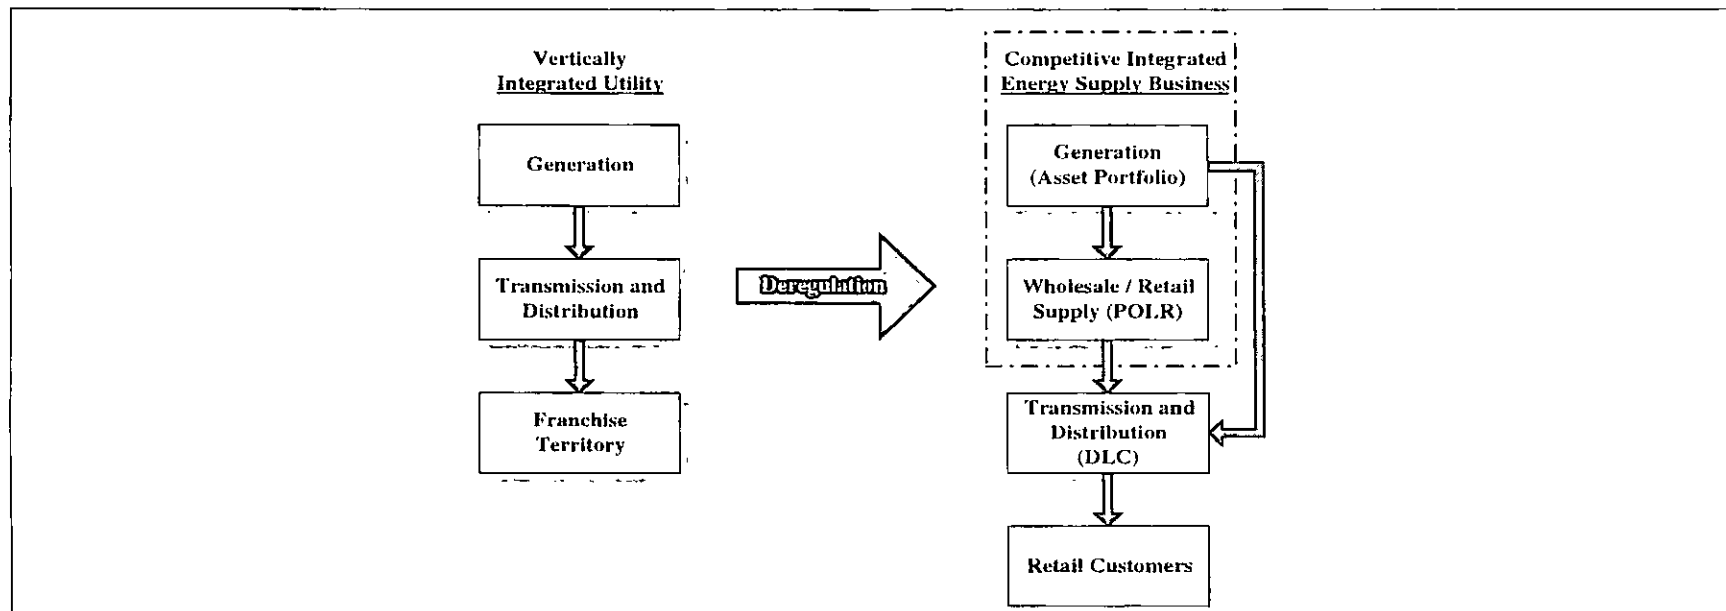 Vertically
Integrated Utility
Generation
Transmission and
Distribution
Franchise
Territory
Deregulation
Competitive Integrated
Energy Supply Business
Generation
(Asset Portfolio)
Wholesale / Retail
Supply (POLR)
Transmission and
Distribution
(DLC)
Retail Customers